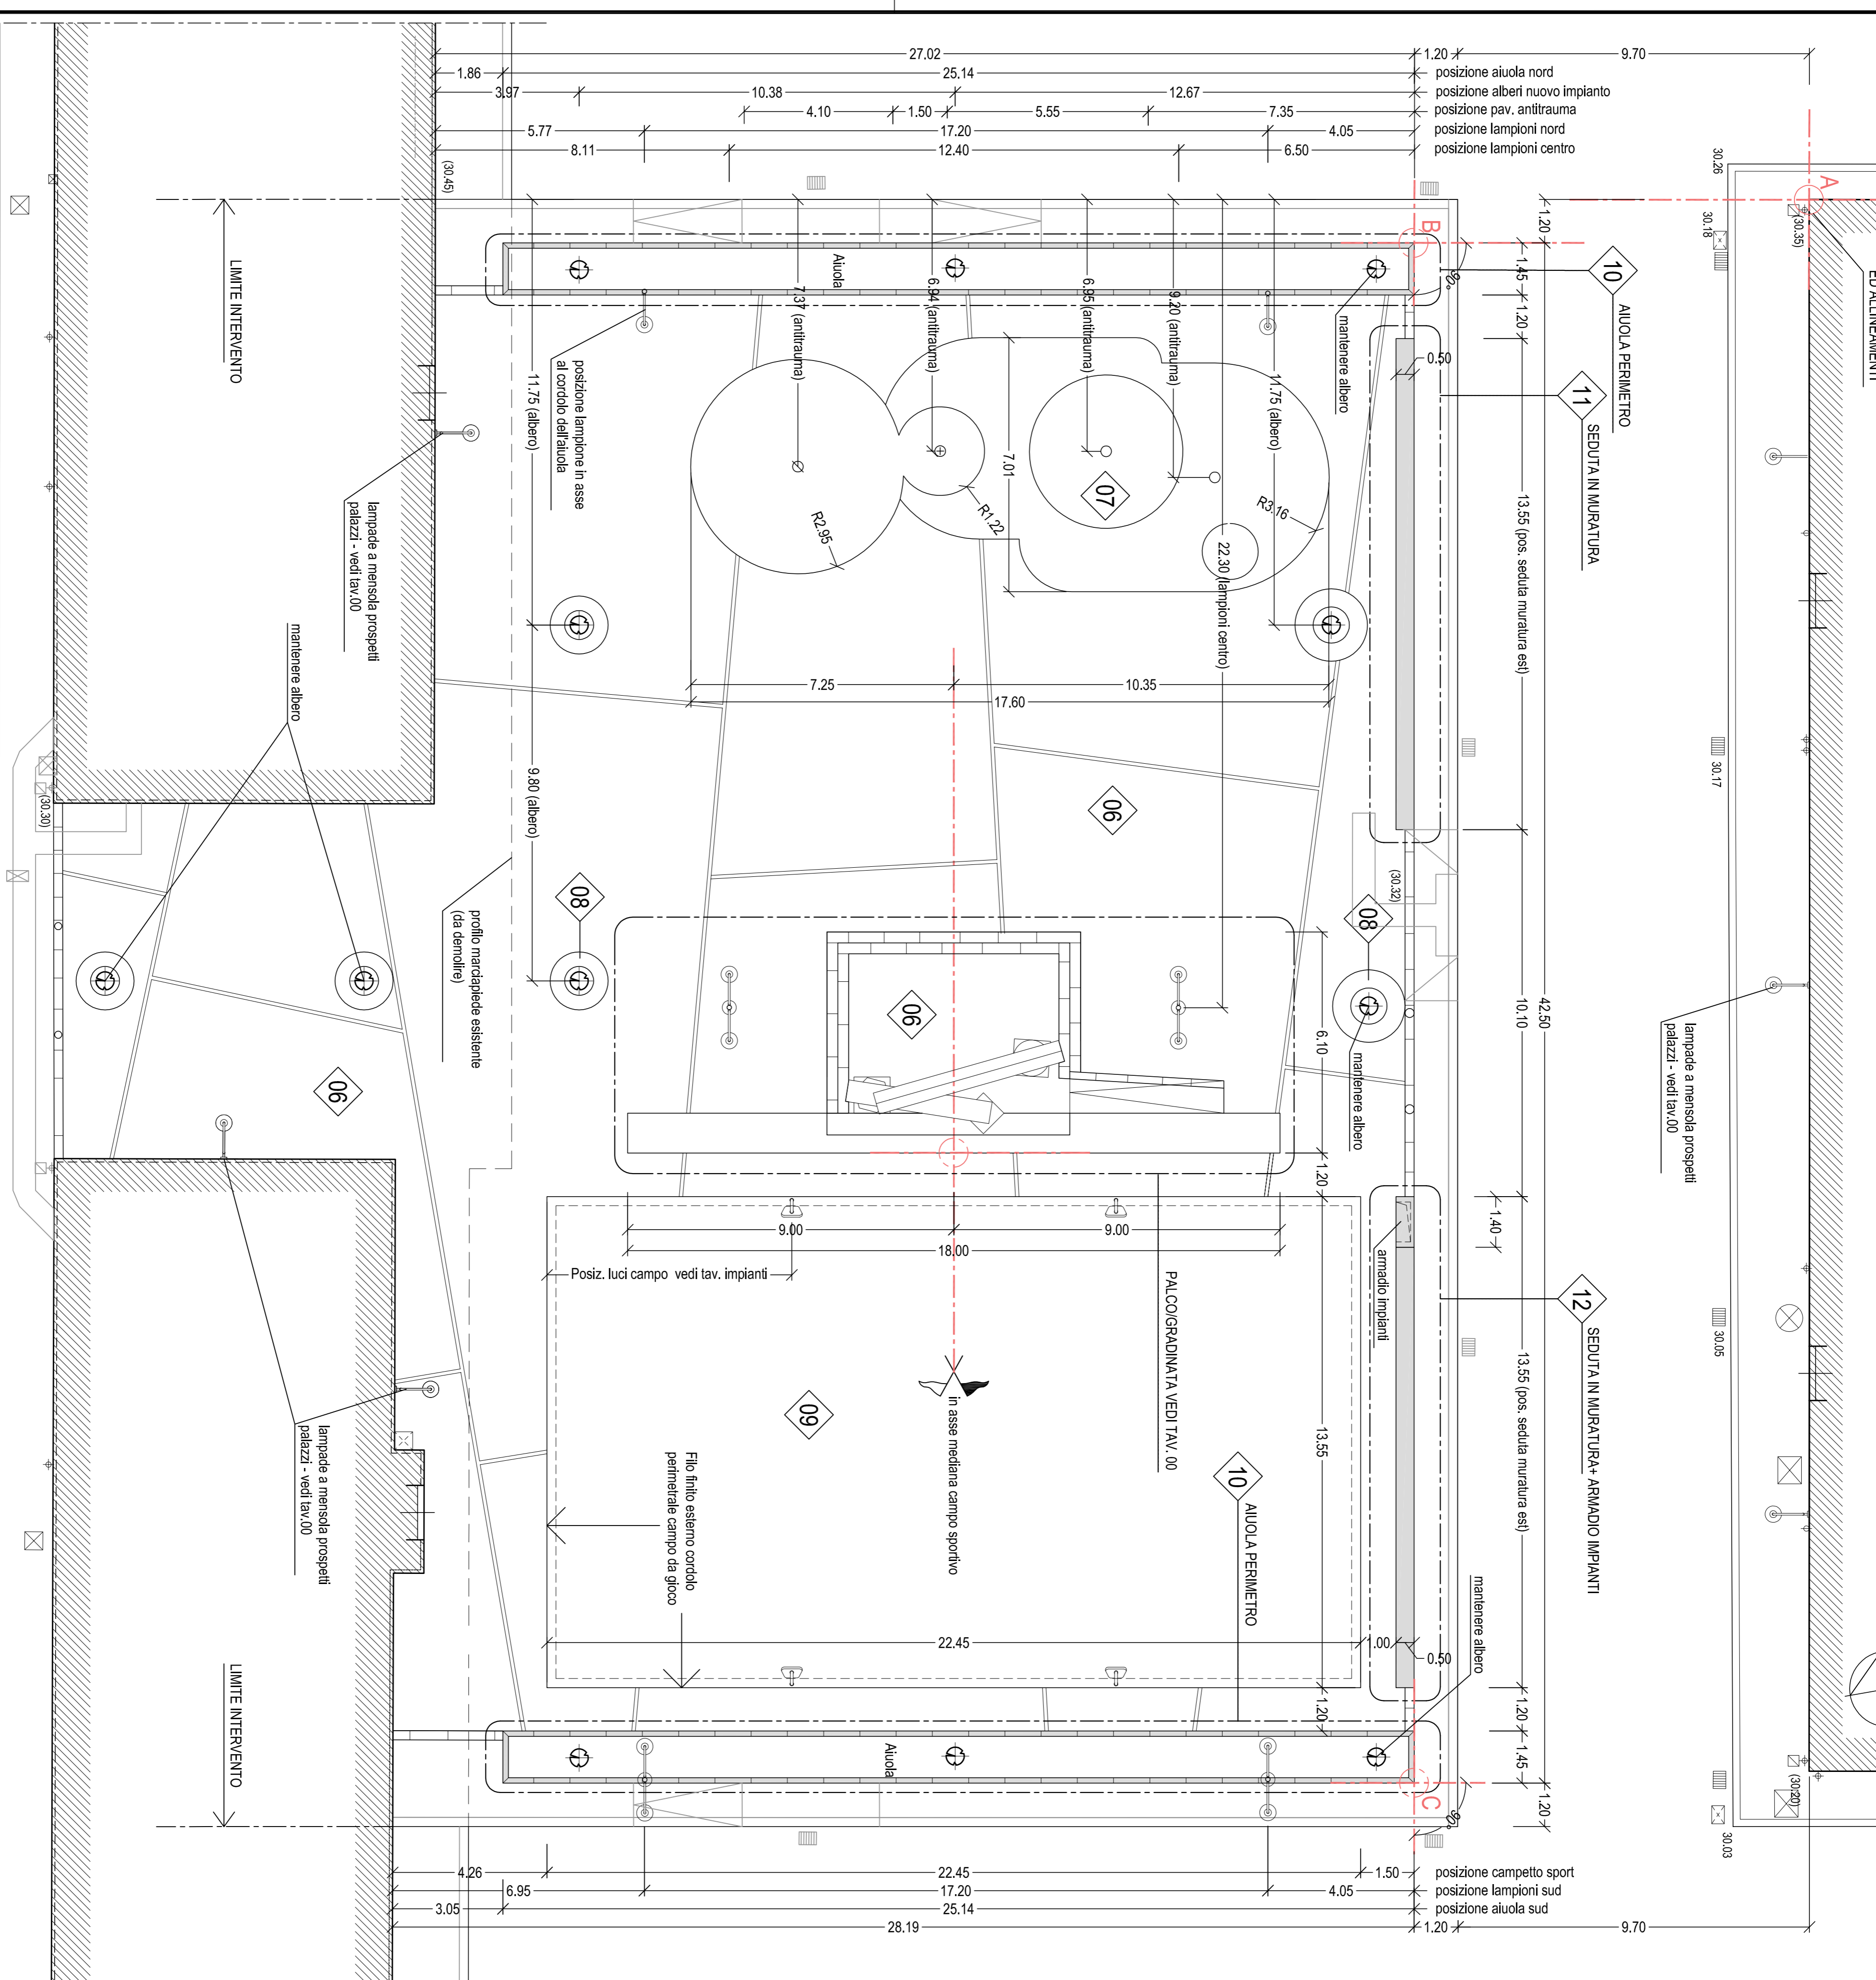 27.02
1.20
9.70
1.86
25.14
posizione aiuola nord
3.97
10.38
12.67
posizione alberi nuovo impianto
4.10
1.50
5.55
7.35
posizione pav. antitrauma
5.77
17.20
4.05
posizione lampioni nord
8.11
12.40
6.50
posizione lampioni centro
(30.45)
30.26
A
30.18
(30.35)
ED ALLINEAMENTI
B
90°
1.20
1.45
1.20
10
AIUOLA PERIMETRO
11
SEDUTA IN MURATURA
LIMITE INTERVENTO
Aiuola
7.37 (antitrauma)
6.94 (antitrauma)
6.95 (antitrauma)
9.20 (antitrauma)
11.75 (albero)
11.75 (albero)
22.30 (lampioni centro)
mantenere albero
0.50
13.55 (pos. seduta muratura est)
posizione lampione in asse
al cordolo dell'aiuola
lampade a mensola prospetti
palazzi - vedi tav.00
7.01
07
R3.16
R1.22
R2.95
mantenere albero
7.25
10.35
17.60
9.80 (albero)
(30.30)
30.17
06
08
profilo marciapiede esistente
(da demolire)
(30.32)
08
06
6.10
mantenere albero
10.10
42.50
lampade a mensola prospetti
palazzi - vedi tav.00
06
1.20
1.40
9.00
9.00
18.00
Posiz. luci campo vedi tav. impianti
PALCO/GRADINATA VEDI TAV. 00
armadio impianti
12
SEDUTA IN MURATURA+ ARMADIO IMPIANTI
30.05
13.55
13.55 (pos. seduta muratura est)
09
in asse mediana campo sportivo
lampade a mensola prospetti
palazzi - vedi tav.00
Filo finito esterno cordolo
perimetrale campo da gioco
10
AIUOLA PERIMETRO
mantenere albero
22.45
1.00
0.50
LIMITE INTERVENTO
1.20
1.20
1.45
1.20
Aiuola
C
90°
(30.20)
30.03
4.26
22.45
1.50
posizione campetto sport
6.95
17.20
4.05
posizione lampioni sud
3.05
25.14
posizione aiuola sud
28.19
1.20
9.70